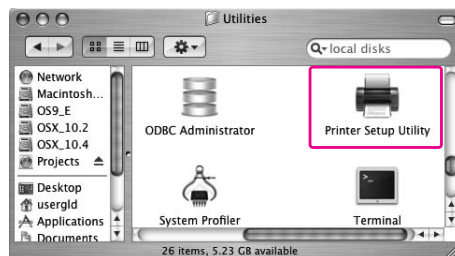 Utilities
local disks
Network
Macintosh...
OS9_E
OSX_10.2
OSX_10.4
Projects
Desktop
usergld
Applications
Documents
ODBC Administrator
Printer Setup Utility
System Profiler
Terminal
26 items, 5.23 GB available